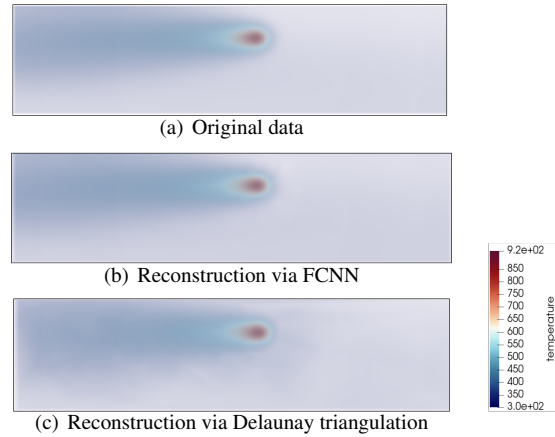 (a) Original data
(b) Reconstruction via FCNN
(c) Reconstruction via Delaunay triangulation
9.2e+02
850
800
750
700
650
600
550
500
450
400
350
3.0e+02
temperature